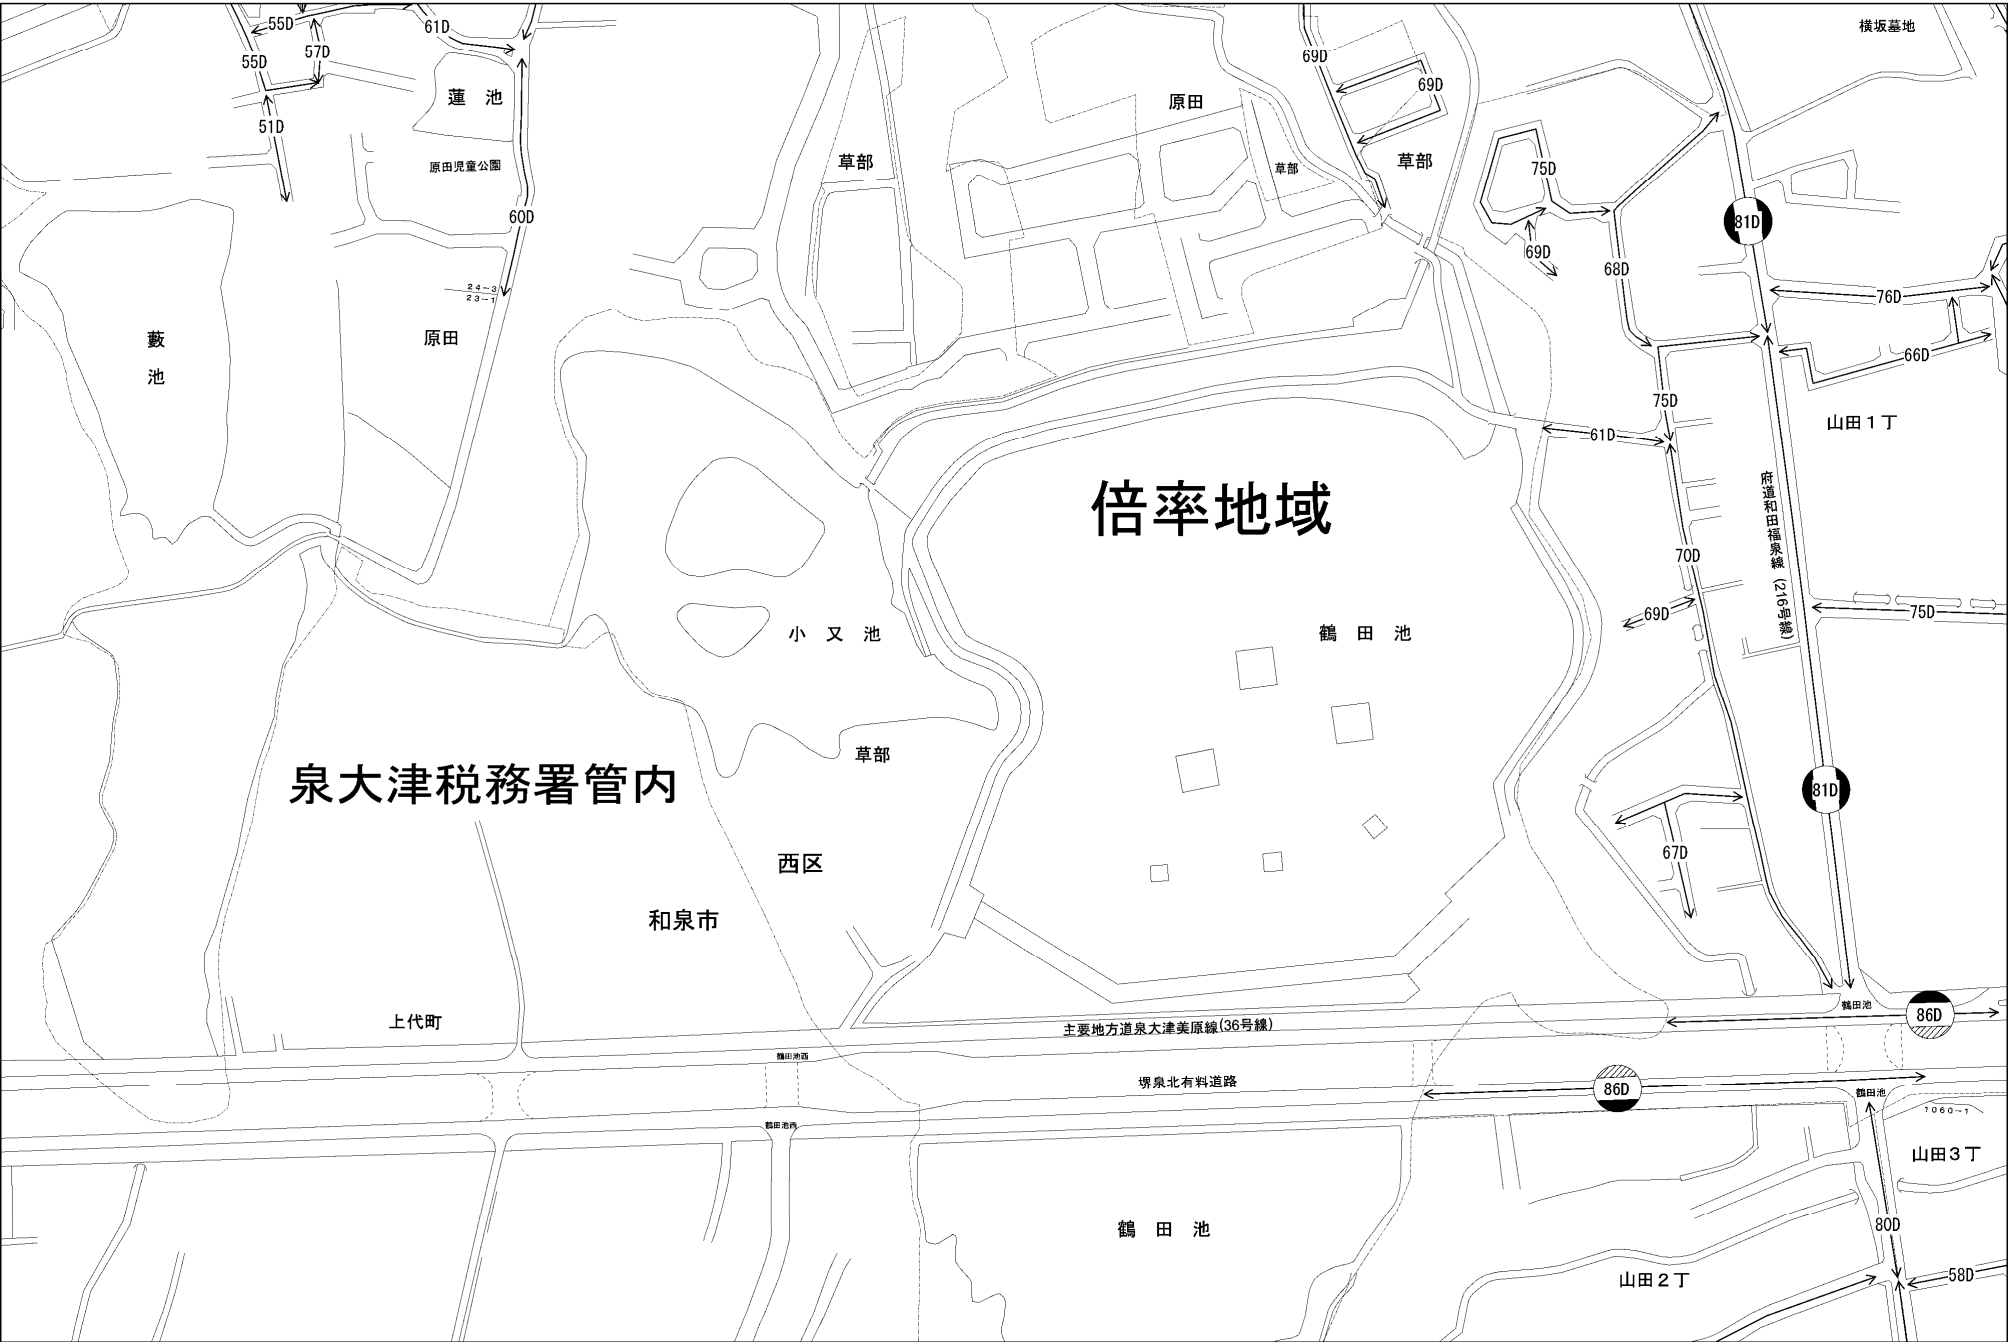 55D
61D
57D
55D
51D
蓮池
原田児童公園
60D
24-3
23-1
原田
藪池
原田
草部
草部
草部
69D
69D
横坂墓地
75D
69D
68D
81D
76D
66D
山田1丁
75D
61D
倍率地域
70D
府道和田福泉線(216号線)
75D
69D
小又池
鶴田池
草部
泉大津税務署管内
81D
67D
西区
和泉市
上代町
鶴田池
86D
主要地方道泉大津美原線(36号線)
鶴田池西
堺泉北有料道路
86D
鶴田池
1060-1
鶴田池西
山田3丁
鶴田池
80D
山田2丁
58D